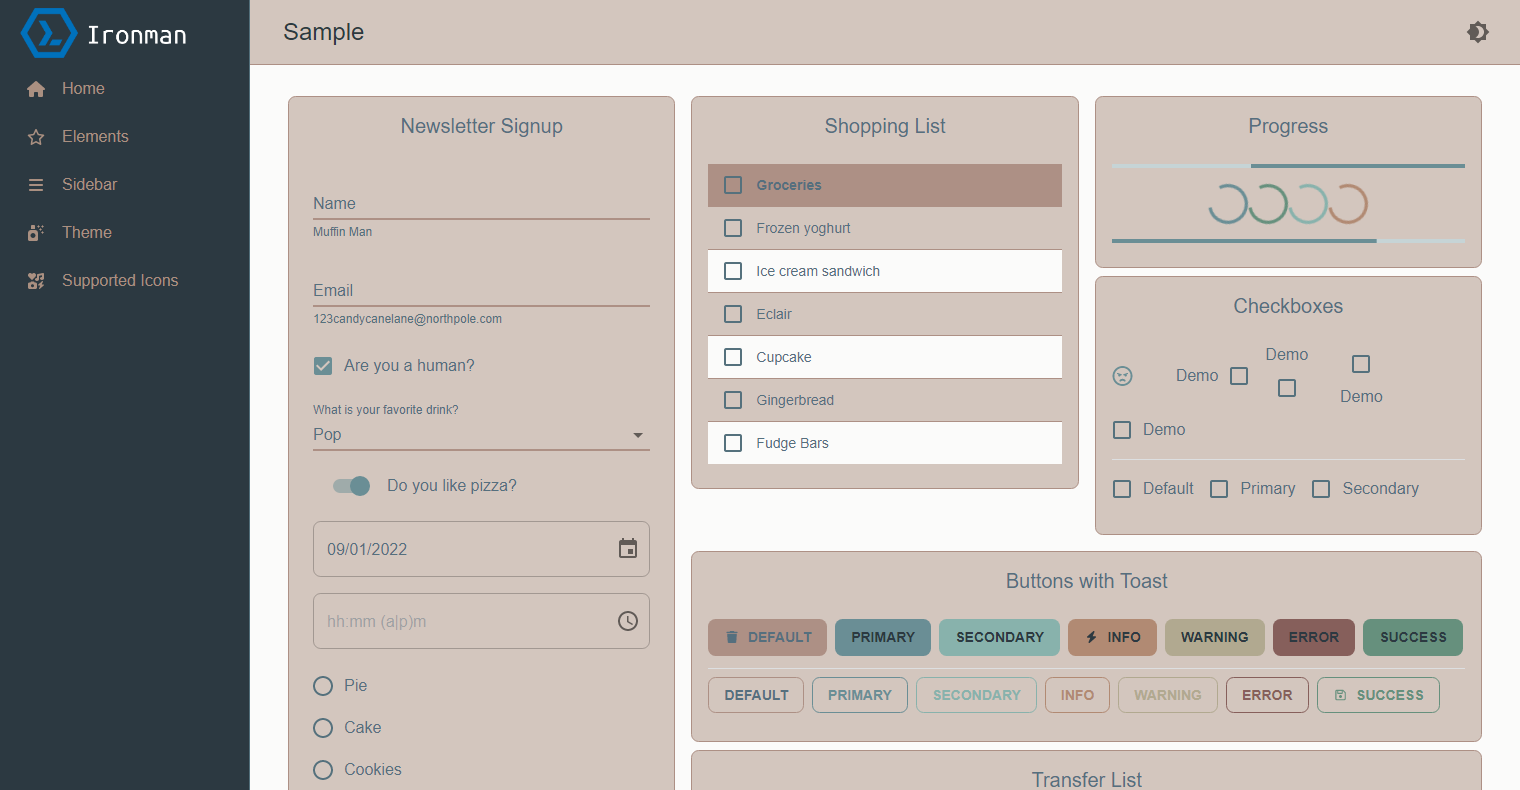 Ironman
Home
Elements
Sidebar
Theme
Supported Icons
Sample
Newsletter Signup
Name
Muffin Man
Email
123candycanelane@northpole.com
Are you a human?
What is your favorite drink?
Pop
Do you like pizza?
09/01/2022
hh:mm (a|p)m
Pie
Cake
Cookies
Shopping List
Groceries
Frozen yoghurt
Ice cream sandwich
Eclair
Cupcake
Gingerbread
Fudge Bars
Progress
Checkboxes
Demo
Demo
Demo
Demo
Default Primary Secondary
Buttons with Toast
DEFAULT PRIMARY SECONDARY INFO WARNING ERROR SUCCESS
DEFAULT PRIMARY SECONDARY INFO WARNING ERROR SUCCESS
Transfer List